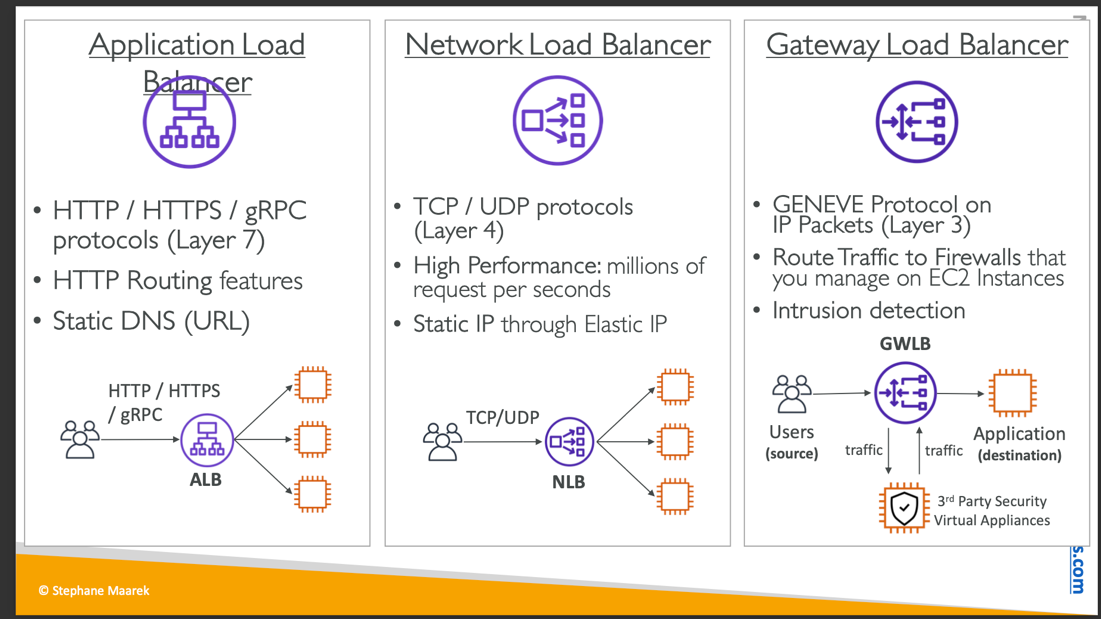 Application Load
Balancer
• HTTP / HTTPS / gRPC
protocols (Layer 7)
• HTTP Routing features
• Static DNS (URL)
HTTP / HTTPS
/ gRPC
ALB
Network Load Balancer
• TCP / UDP protocols
(Layer 4)
• High Performance: millions of
request per seconds
• Static IP through Elastic IP
TCP/UDP
NLB
Gateway Load Balancer
• GENEVE Protocol on
IP Packets (Layer 3)
• Route Traffic to Firewalls that
you manage on EC2 Instances
• Intrusion detection
GWLB
Users
(source)
traffic
traffic
Application
(destination)
3rd Party Security
Virtual Appliances
s.com
© Stephane Maarek